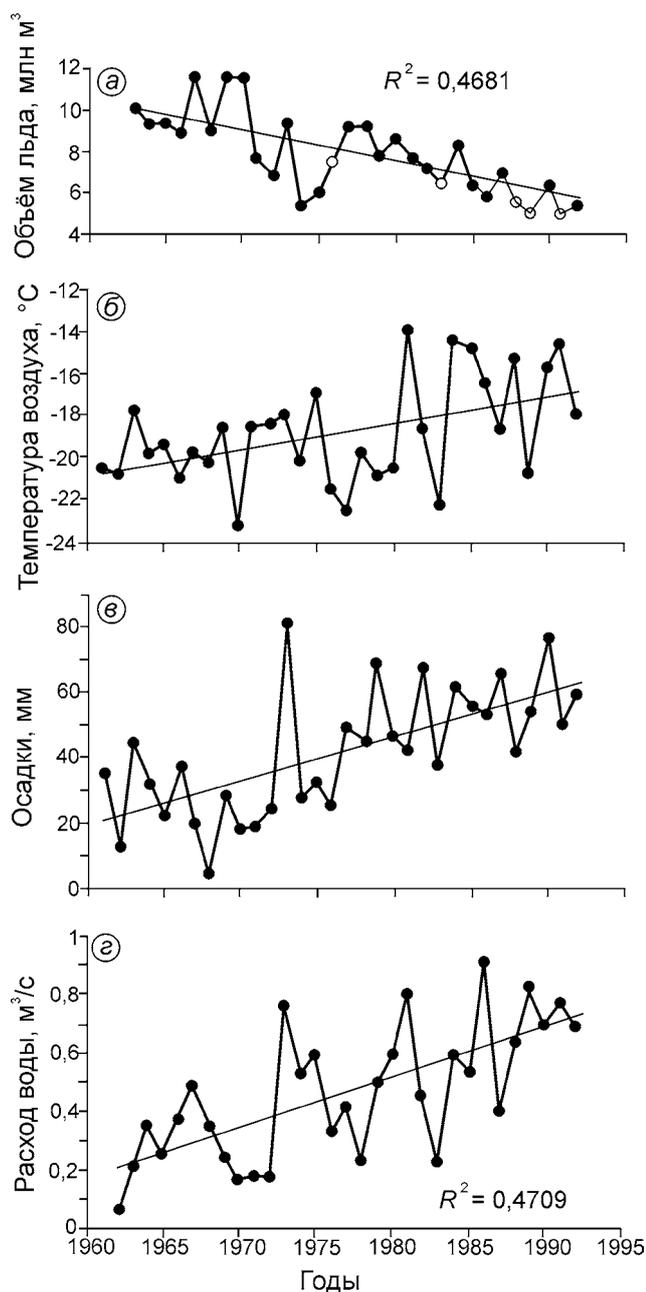 Объём льда, млн м³
12
10
8
6
4
а
R² = 0,4681
Температура воздуха, °С
-12
-14
-16
-18
-20
-22
-24
б
Осадки, мм
80
60
40
20
0
в
Расход воды, м³/с
1
0,8
0,6
0,4
0,2
0
г
R² = 0,4709
1960 1965 1970 1975 1980 1985 1990 1995
Годы